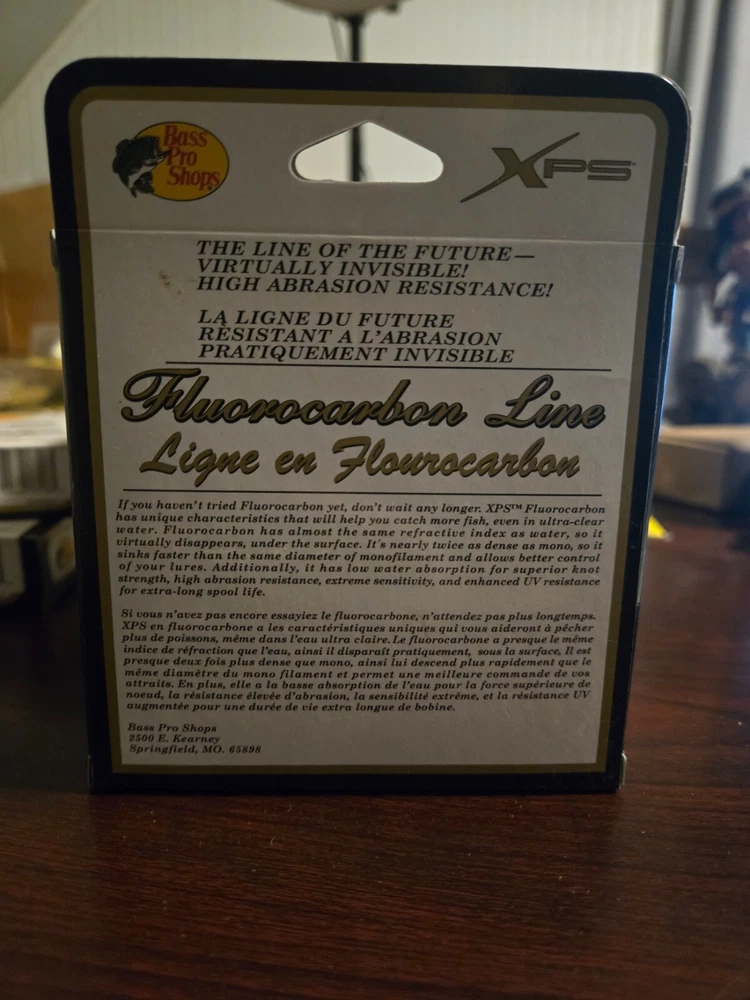 Bass
Pro
Shops
XPS
THE LINE OF THE FUTURE—
VIRTUALLY INVISIBLE!
HIGH ABRASION RESISTANCE!
LA LIGNE DU FUTURE
RÉSISTANT A L'ABRASION
PRATIQUEMENT INVISIBLE
Fluorocarbon Line
Ligne en Flourocarbon
If you haven't tried Fluorocarbon yet, don't wait any longer. XPS™ Fluorocarbon
has unique characteristics that will help you catch more fish, even in ultra-clear
water. Fluorocarbon has almost the same refractive index as water, so it
virtually disappears, under the surface. It's nearly twice as dense as mono, so it
sinks faster than the same diameter of monofilament and allows better control
of your lures. Additionally, it has low water absorption for superior knot
strength, high abrasion resistance, extreme sensitivity, and enhanced UV resistance
for extra-long spool life.
Si vous n'avez pas encore essayiez le fluorocarbone, n'attendez pas plus longtemps.
XPS en fluorocarbone a les caractéristiques uniques qui vous aideront à pêcher
plus de poissons, même dans l'eau ultra claire. Le fluorocarbone a presque le même
indice de réfraction que l'eau, ainsi il disparaît pratiquement, sous la surface. Il est
presque deux fois plus dense que mono, ainsi lui descend plus rapidement que le
même diamètre du mono filament et permet une meilleure commande de vos
attraits. En plus, elle a la basse absorption de l'eau pour la force supérieure de
noeud, la résistance élevée d'abrasion, la sensibilité extrême, et la résistance UV
augmentée pour une durée de vie extra longue de bobine.
Bass Pro Shops
2500 E. Kearney
Springfield, MO. 65898